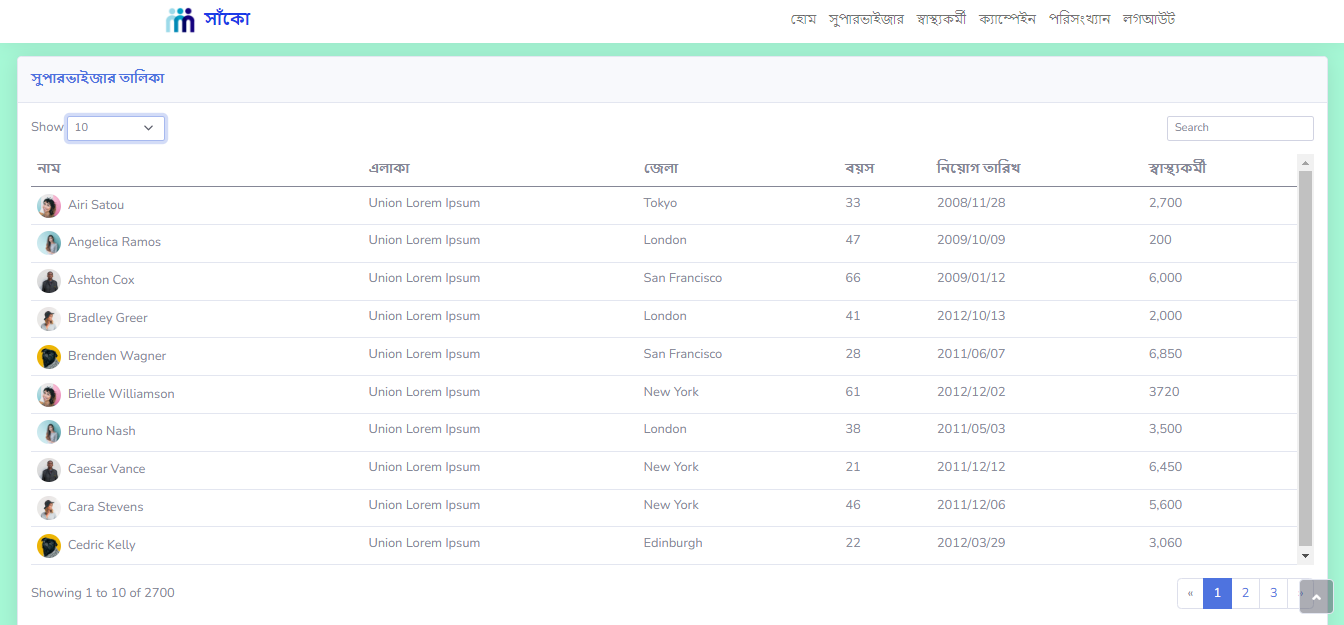 সাঁকো হোম সুপারভাইজার স্বাস্থ্যকর্মী ক্যাম্পেইন পরিসংখ্যান লগআউট
সুপারভাইজার তালিকা
Show 10 Search
নাম এলাকা জেলা বয়স নিয়োগ তারিখ স্বাস্থ্যকর্মী
Airi Satou Union Lorem Ipsum Tokyo 33 2008/11/28 2,700
Angelica Ramos Union Lorem Ipsum London 47 2009/10/09 200
Ashton Cox Union Lorem Ipsum San Francisco 66 2009/01/12 6,000
Bradley Greer Union Lorem Ipsum London 41 2012/10/13 2,000
Brenden Wagner Union Lorem Ipsum San Francisco 28 2011/06/07 6,850
Brielle Williamson Union Lorem Ipsum New York 61 2012/12/02 3720
Bruno Nash Union Lorem Ipsum London 38 2011/05/03 3,500
Caesar Vance Union Lorem Ipsum New York 21 2011/12/12 6,450
Cara Stevens Union Lorem Ipsum New York 46 2011/12/06 5,600
Cedric Kelly Union Lorem Ipsum Edinburgh 22 2012/03/29 3,060
Showing 1 to 10 of 2700 « 1 2 3 »